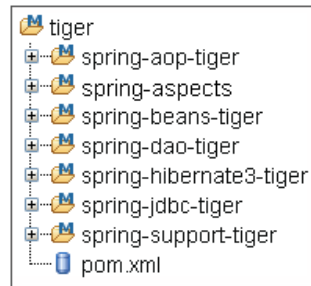 tiger
spring-aop-tiger
spring-aspects
spring-beans-tiger
spring-dao-tiger
spring-hibernate3-tiger
spring-jdbc-tiger
spring-support-tiger
pom.xml